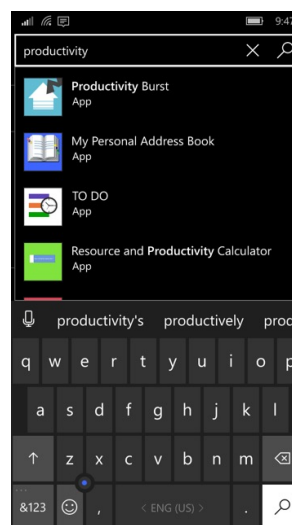 9:47
productivity
Productivity Burst
App
My Personal Address Book
App
TO DO
App
Resource and Productivity Calculator
App
productivity's productively prod
q w e r t y u i o p
a s d f g h j k l
z x c v b n m
&123 , < ENG (US) > .